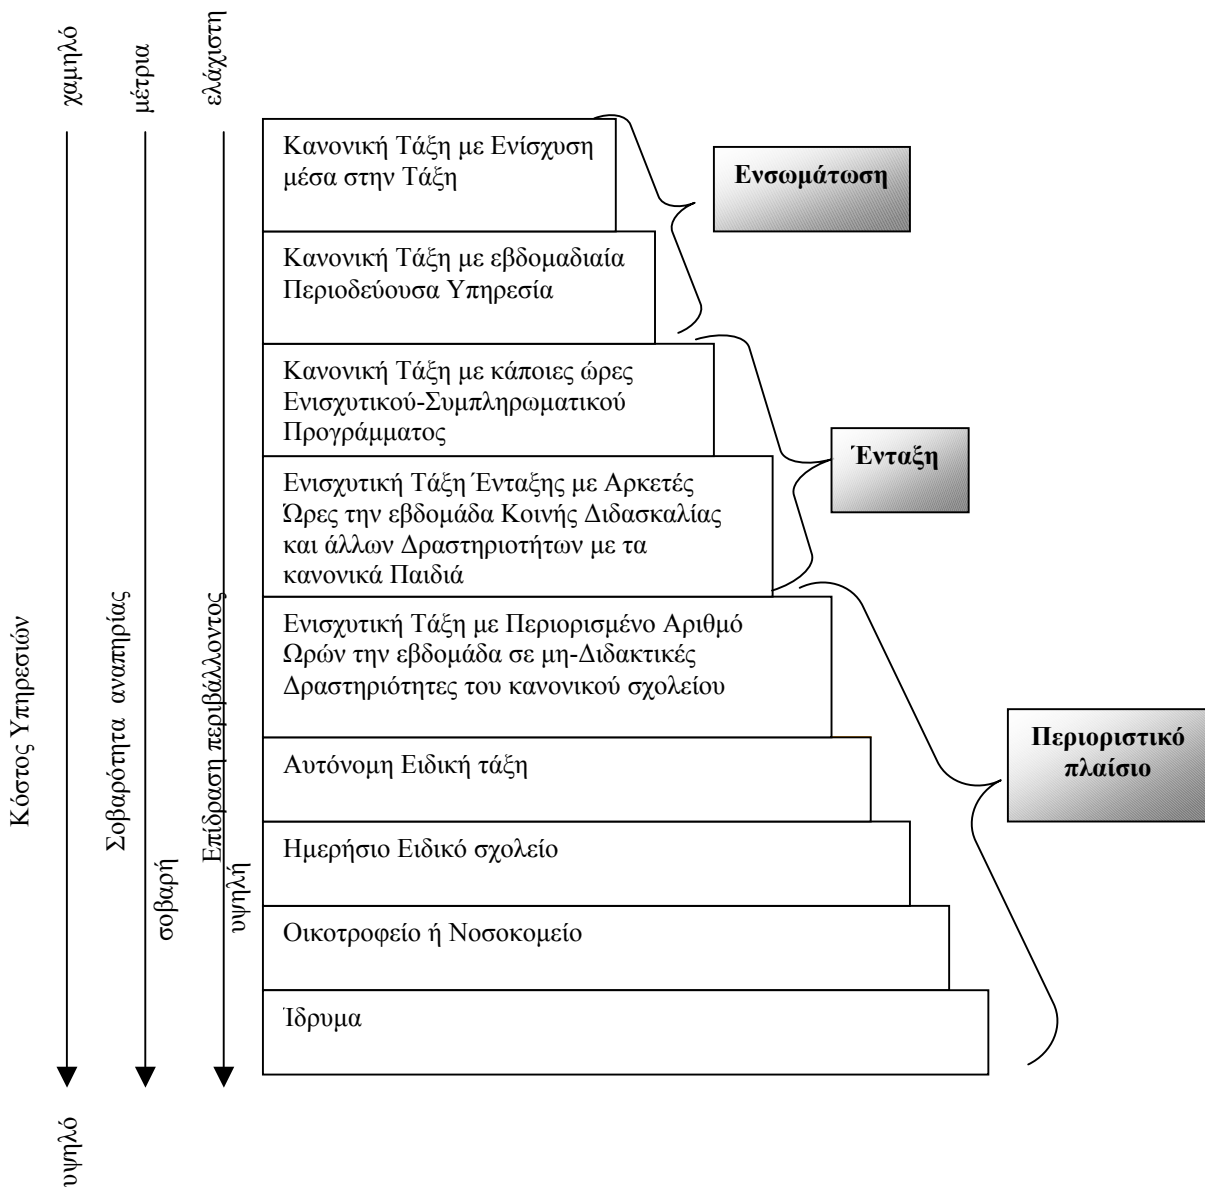 χαμηλό
μέτρια
ελάχιστη
Κανονική Τάξη με Ενίσχυση
μέσα στην Τάξη
Ενσωμάτωση
Κανονική Τάξη με εβδομαδιαία
Περιοδεύουσα Υπηρεσία
Κανονική Τάξη με κάποιες ώρες
Ενισχυτικού-Συμπληρωματικού
Προγράμματος
Ένταξη
Ενισχυτική Τάξη Ένταξης με Αρκετές
Ώρες την εβδομάδα Κοινής Διδασκαλίας
και άλλων Δραστηριοτήτων με τα
κανονικά Παιδιά
Κόστος Υπηρεσιών
Σοβαρότητα αναπηρίας
Επίδραση περιβάλλοντος
Ενισχυτική Τάξη με Περιορισμένο Αριθμό
Ωρών την εβδομάδα σε μη-Διδακτικές
Δραστηριότητες του κανονικού σχολείου
Περιοριστικό
πλαίσιο
Αυτόνομη Ειδική τάξη
Ημερήσιο Ειδικό σχολείο
σοβαρή
υψηλή
Οικοτροφείο ή Νοσοκομείο
Ίδρυμα
υψηλό